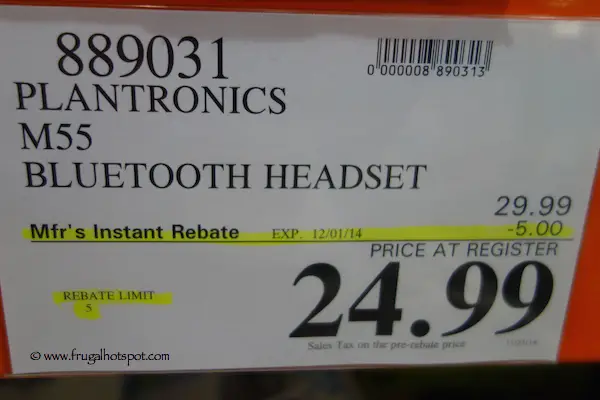 889031
0 000008 890313
PLANTRONICS
M55
BLUETOOTH HEADSET
29.99
Mfr's Instant Rebate EXP. 12/01/14 -5.00
PRICE AT REGISTER
24.99
REBATE LIMIT
5
Sales Tax on the pre-rebate price
© www.frugalhotspot.com